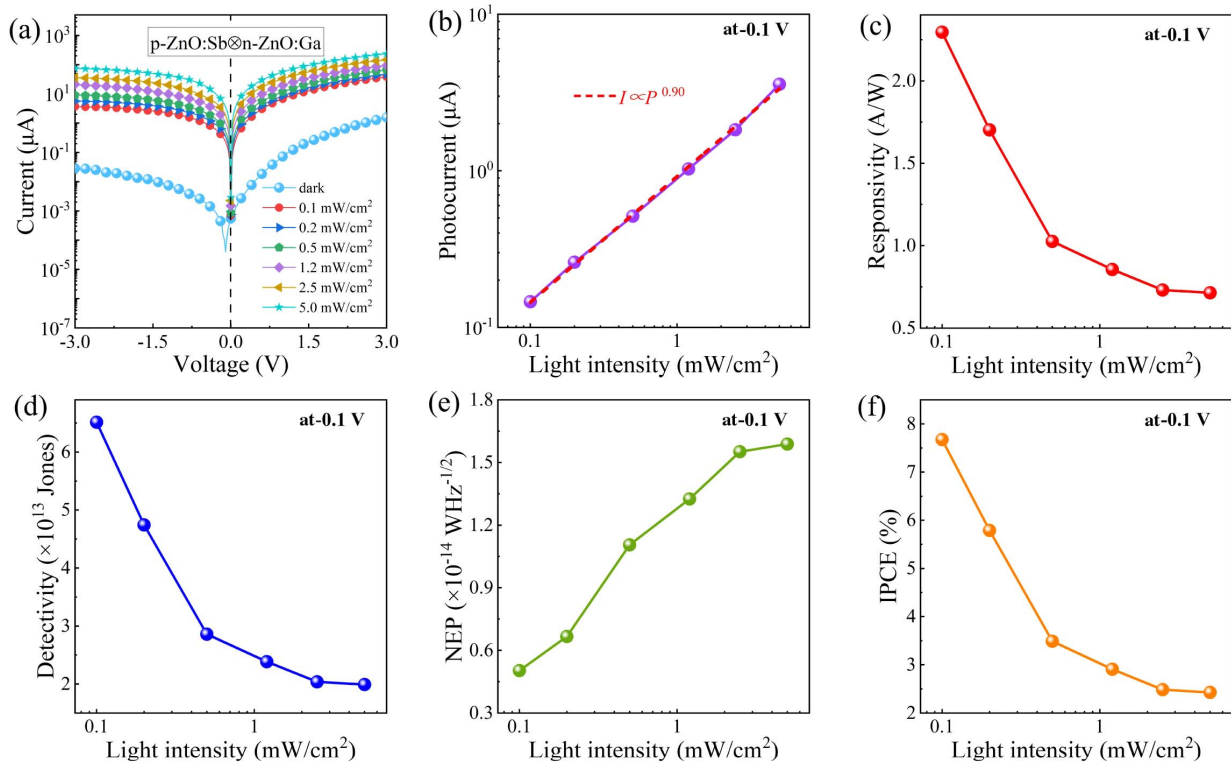 (a)
p-ZnO:Sb⊗n-ZnO:Ga
Current (μA)
10³
10¹
10⁻¹
10⁻³
10⁻⁵
10⁻⁷
dark
0.1 mW/cm²
0.2 mW/cm²
0.5 mW/cm²
1.2 mW/cm²
2.5 mW/cm²
5.0 mW/cm²
-3.0 -1.5 0.0 1.5 3.0
Voltage (V)
(b)
at-0.1 V
I∝P 0.90
Photocurrent (μA)
10¹
10⁰
10⁻¹
0.1 1
Light intensity (mW/cm²)
(c)
at-0.1 V
Responsivity (A/W)
2.0
1.5
1.0
0.5
0.1 1
Light intensity (mW/cm²)
(d)
at-0.1 V
Detectivity (×10¹³ Jones)
6
5
4
3
2
0.1 1
Light intensity (mW/cm²)
(e)
at-0.1 V
NEP (×10⁻¹⁴ WHz⁻¹/²)
1.8
1.5
1.2
0.9
0.6
0.3
0.1 1
Light intensity (mW/cm²)
(f)
at-0.1 V
IPCE (%)
8
7
6
5
4
3
2
0.1 1
Light intensity (mW/cm²)